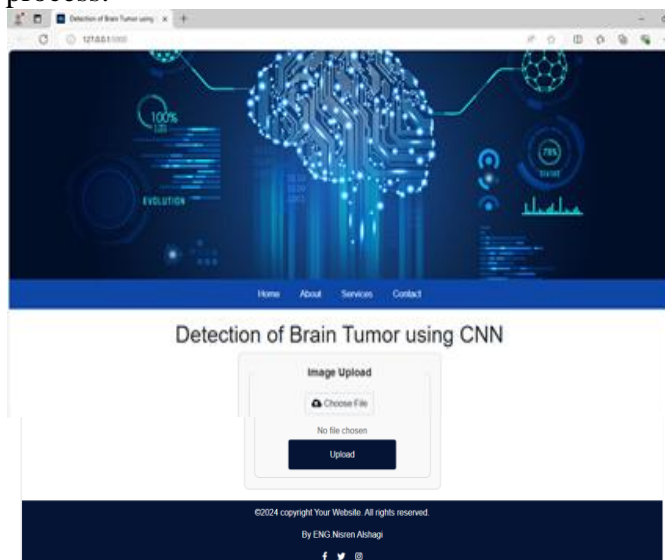 process.
Detection of Brain Tumor using
127.0.0.1:5000
100%
78%
EVOLUTION
Home About Services Contact
Detection of Brain Tumor using CNN
Image Upload
Choose File
No file chosen
Upload
©2024 copyright Your Website. All rights reserved.
By ENG.Nisren Alshagi